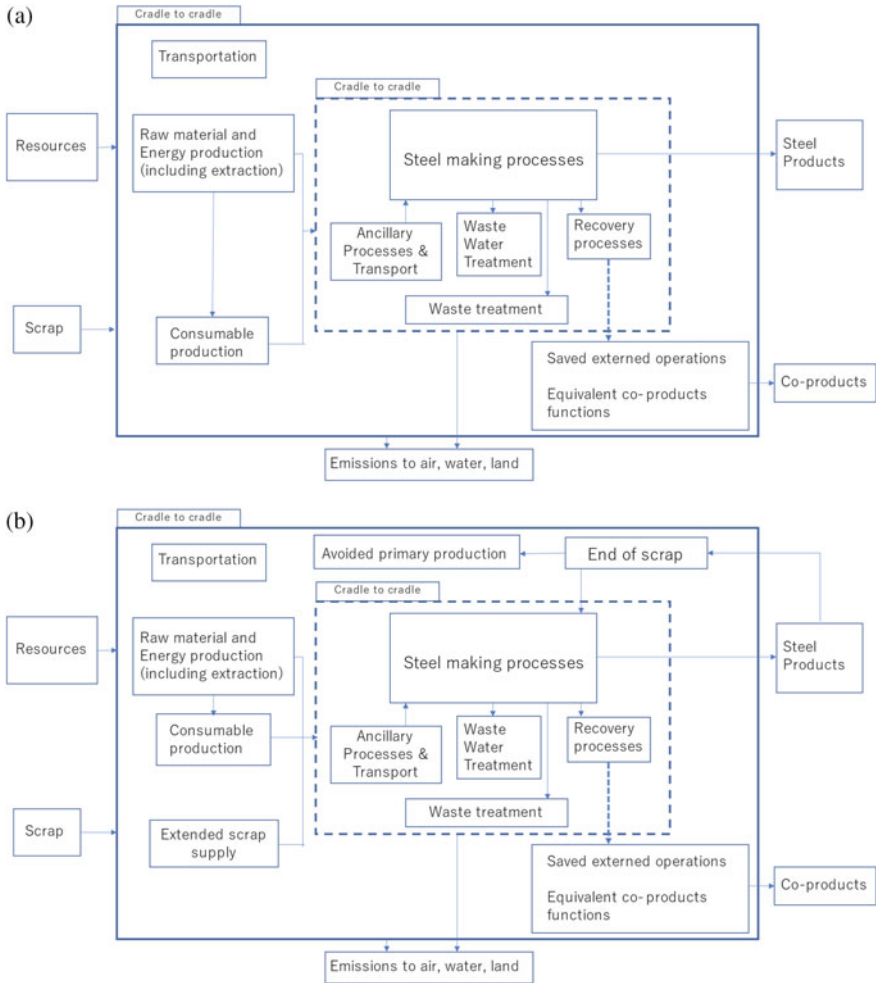 (a)
Cradle to cradle
Transportation
Cradle to cradle
Resources
Raw material and
Energy production
(including extraction)
Steel making processes
Steel
Products
Ancillary
Processes &
Transport
Waste
Water
Treatment
Recovery
processes
Waste treatment
Scrap
Consumable
production
Saved externed operations
Equivalent co- products
functions
Co-products
Emissions to air, water, land
(b)
Cradle to cradle
Transportation
Avoided primary production
End of scrap
Cradle to cradle
Resources
Raw material and
Energy production
(including extraction)
Steel making processes
Steel
Products
Consumable
production
Ancillary
Processes &
Transport
Waste
Water
Treatment
Recovery
processes
Waste treatment
Scrap
Extended scrap
supply
Saved externed operations
Equivalent co- products
functions
Co-products
Emissions to air, water, land